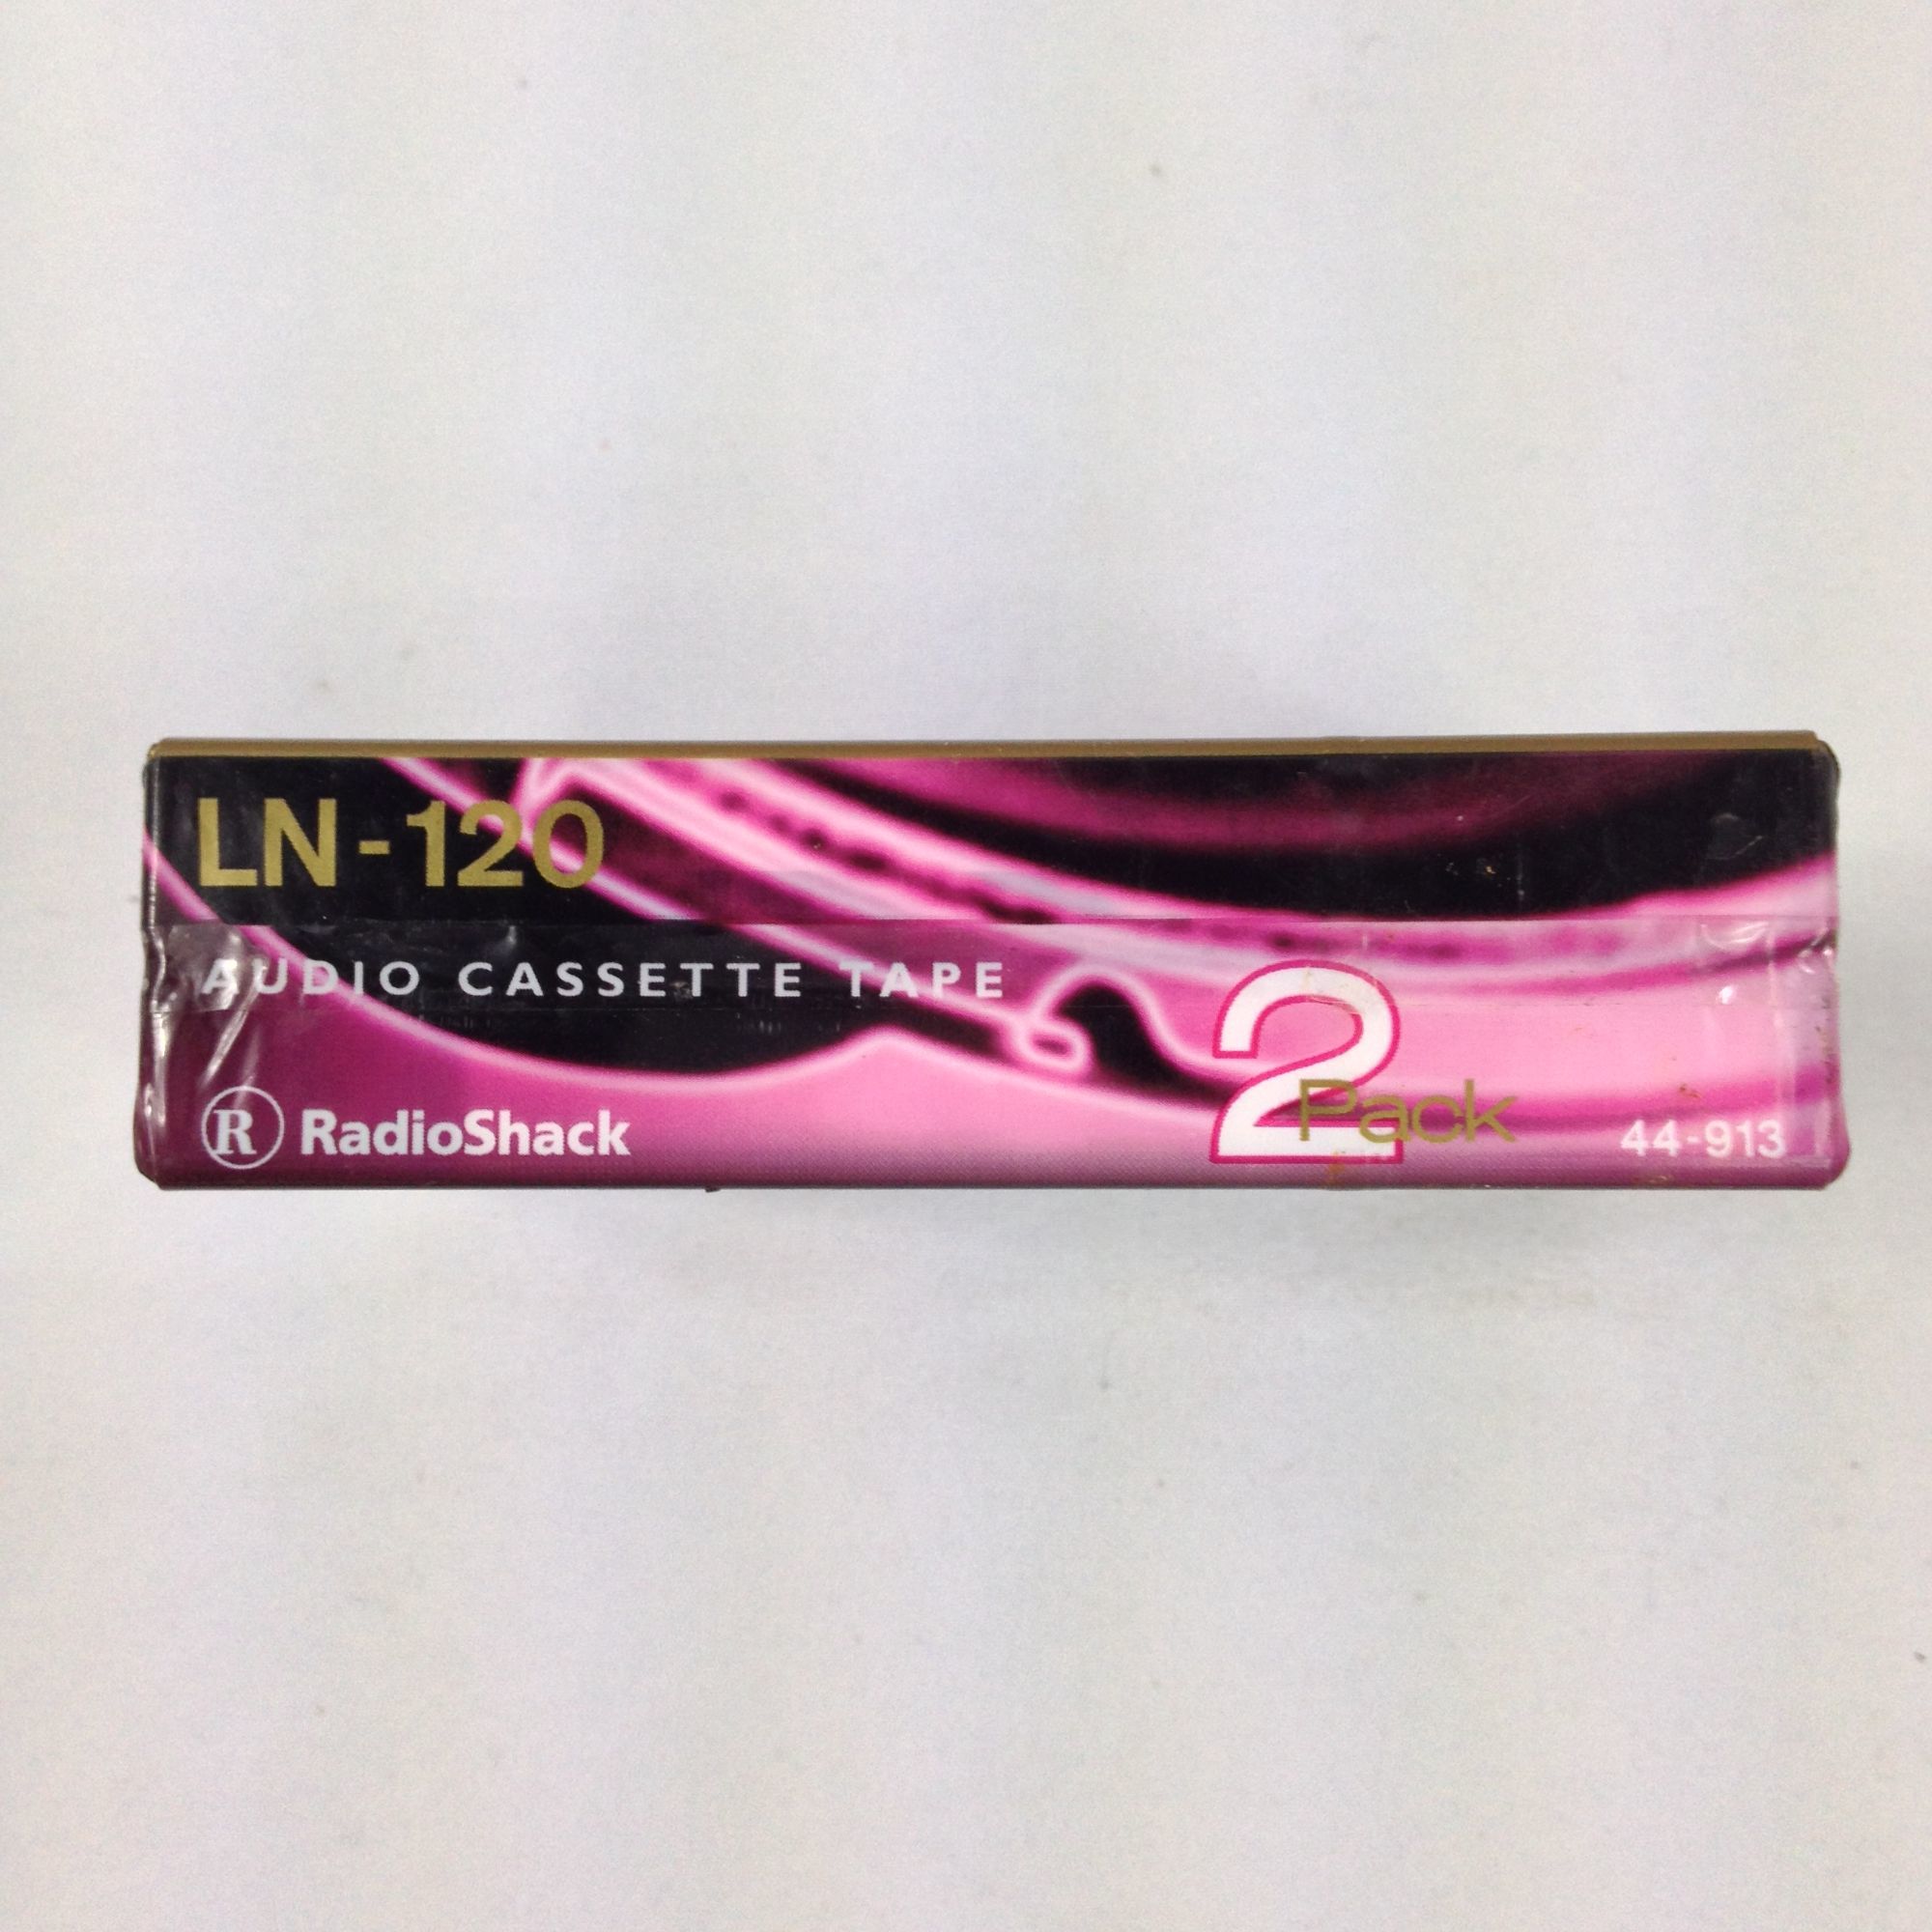 LN-120
AUDIO CASSETTE TAPE
R RadioShack
2 Pack
44-913